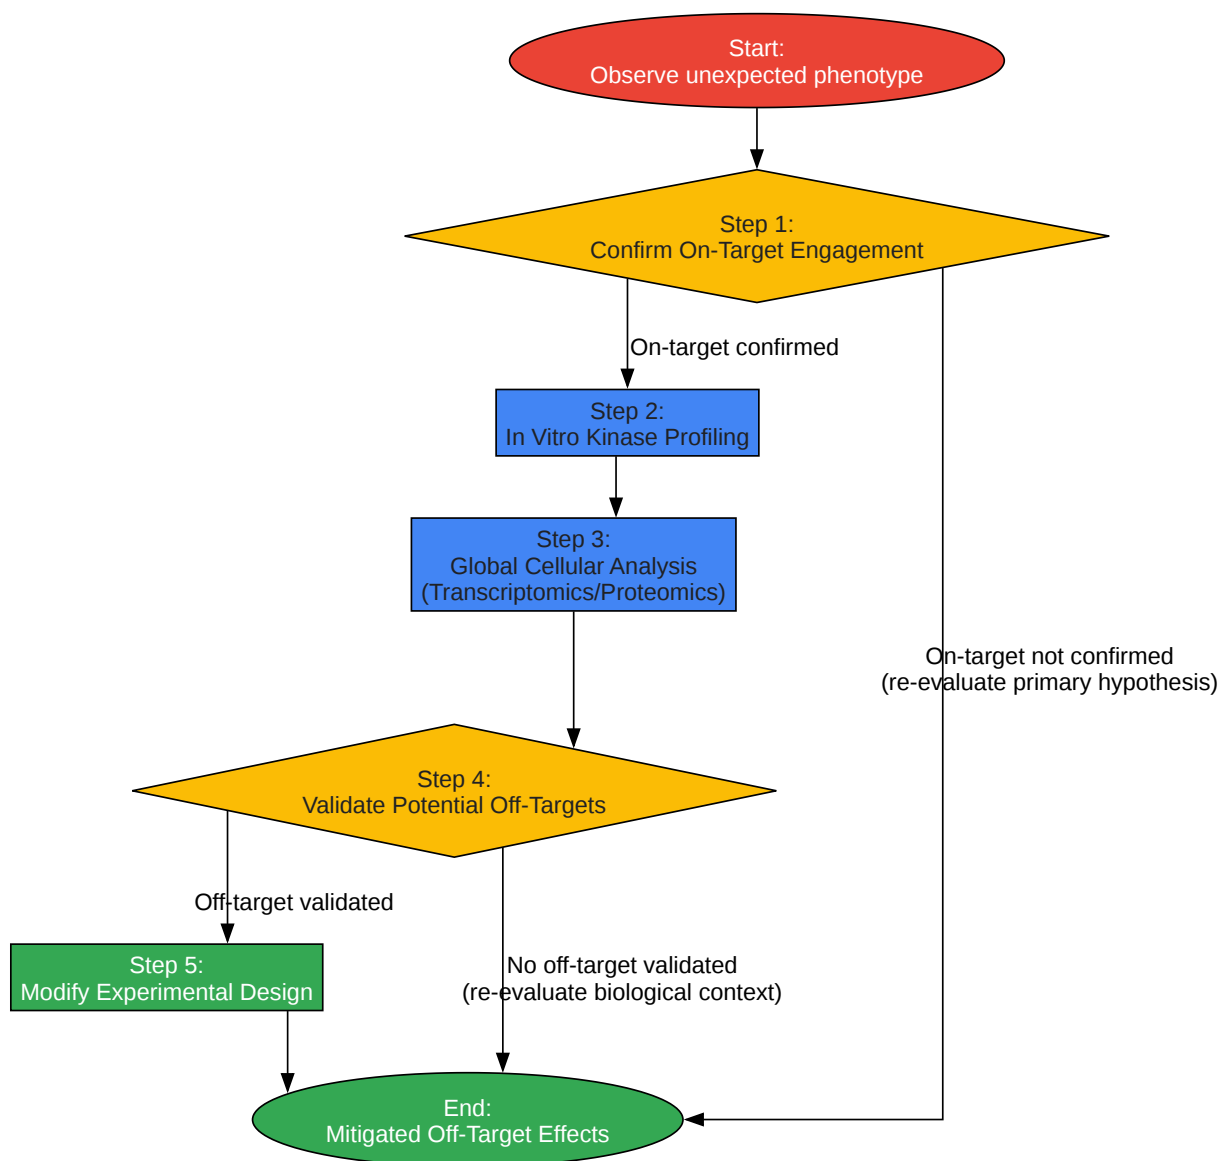 Start:
Observe unexpected phenotype
Step 1:
Confirm On-Target Engagement
On-target confirmed
Step 2:
In Vitro Kinase Profiling
Step 3:
Global Cellular Analysis
(Transcriptomics/Proteomics)
On-target not confirmed
(re-evaluate primary hypothesis)
Step 4:
Validate Potential Off-Targets
Off-target validated
No off-target validated
(re-evaluate biological context)
Step 5:
Modify Experimental Design
End:
Mitigated Off-Target Effects